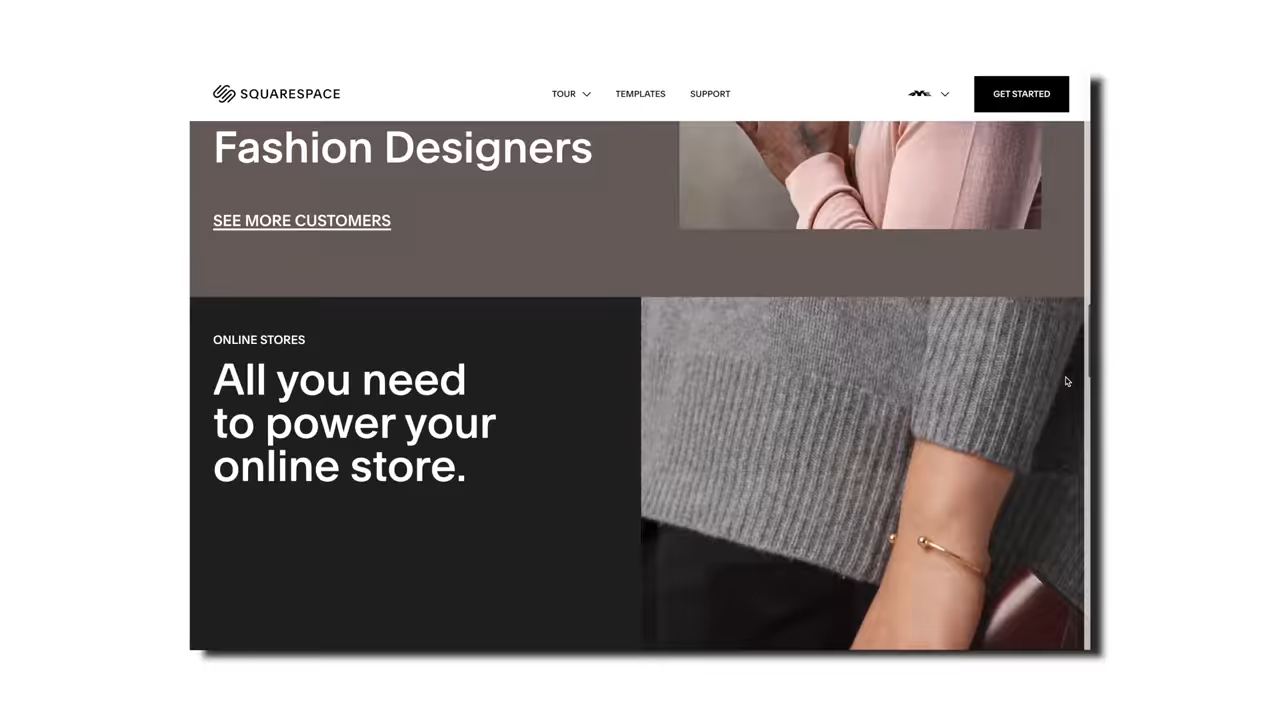 SQUARESPACE
TOUR
TEMPLATES
SUPPORT
GET STARTED
Fashion Designers
SEE MORE CUSTOMERS
ONLINE STORES
All you need
to power your
online store.